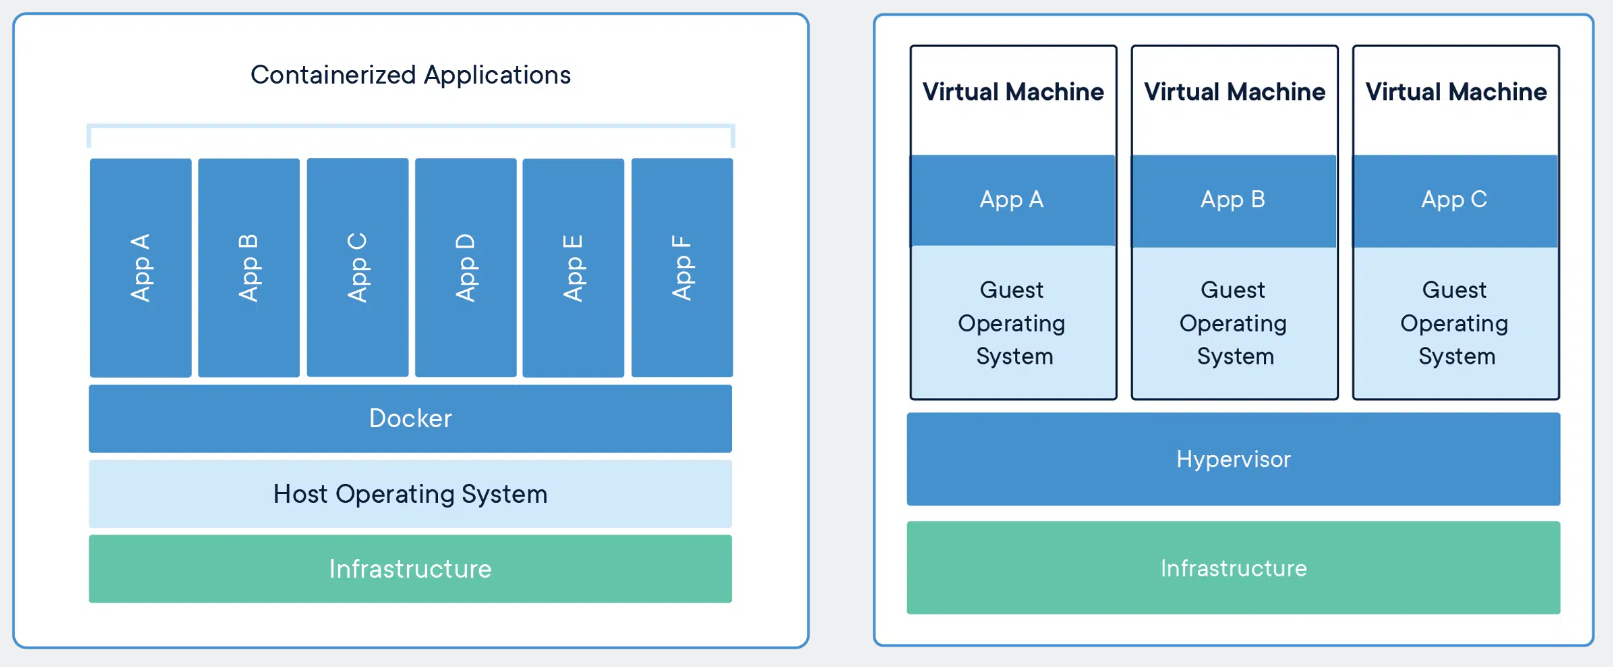 Containerized Applications
App A
App B
App C
App D
App E
App F
Docker
Host Operating System
Infrastructure
Virtual Machine
App A
Guest
Operating
System
Virtual Machine
App B
Guest
Operating
System
Virtual Machine
App C
Guest
Operating
System
Hypervisor
Infrastructure